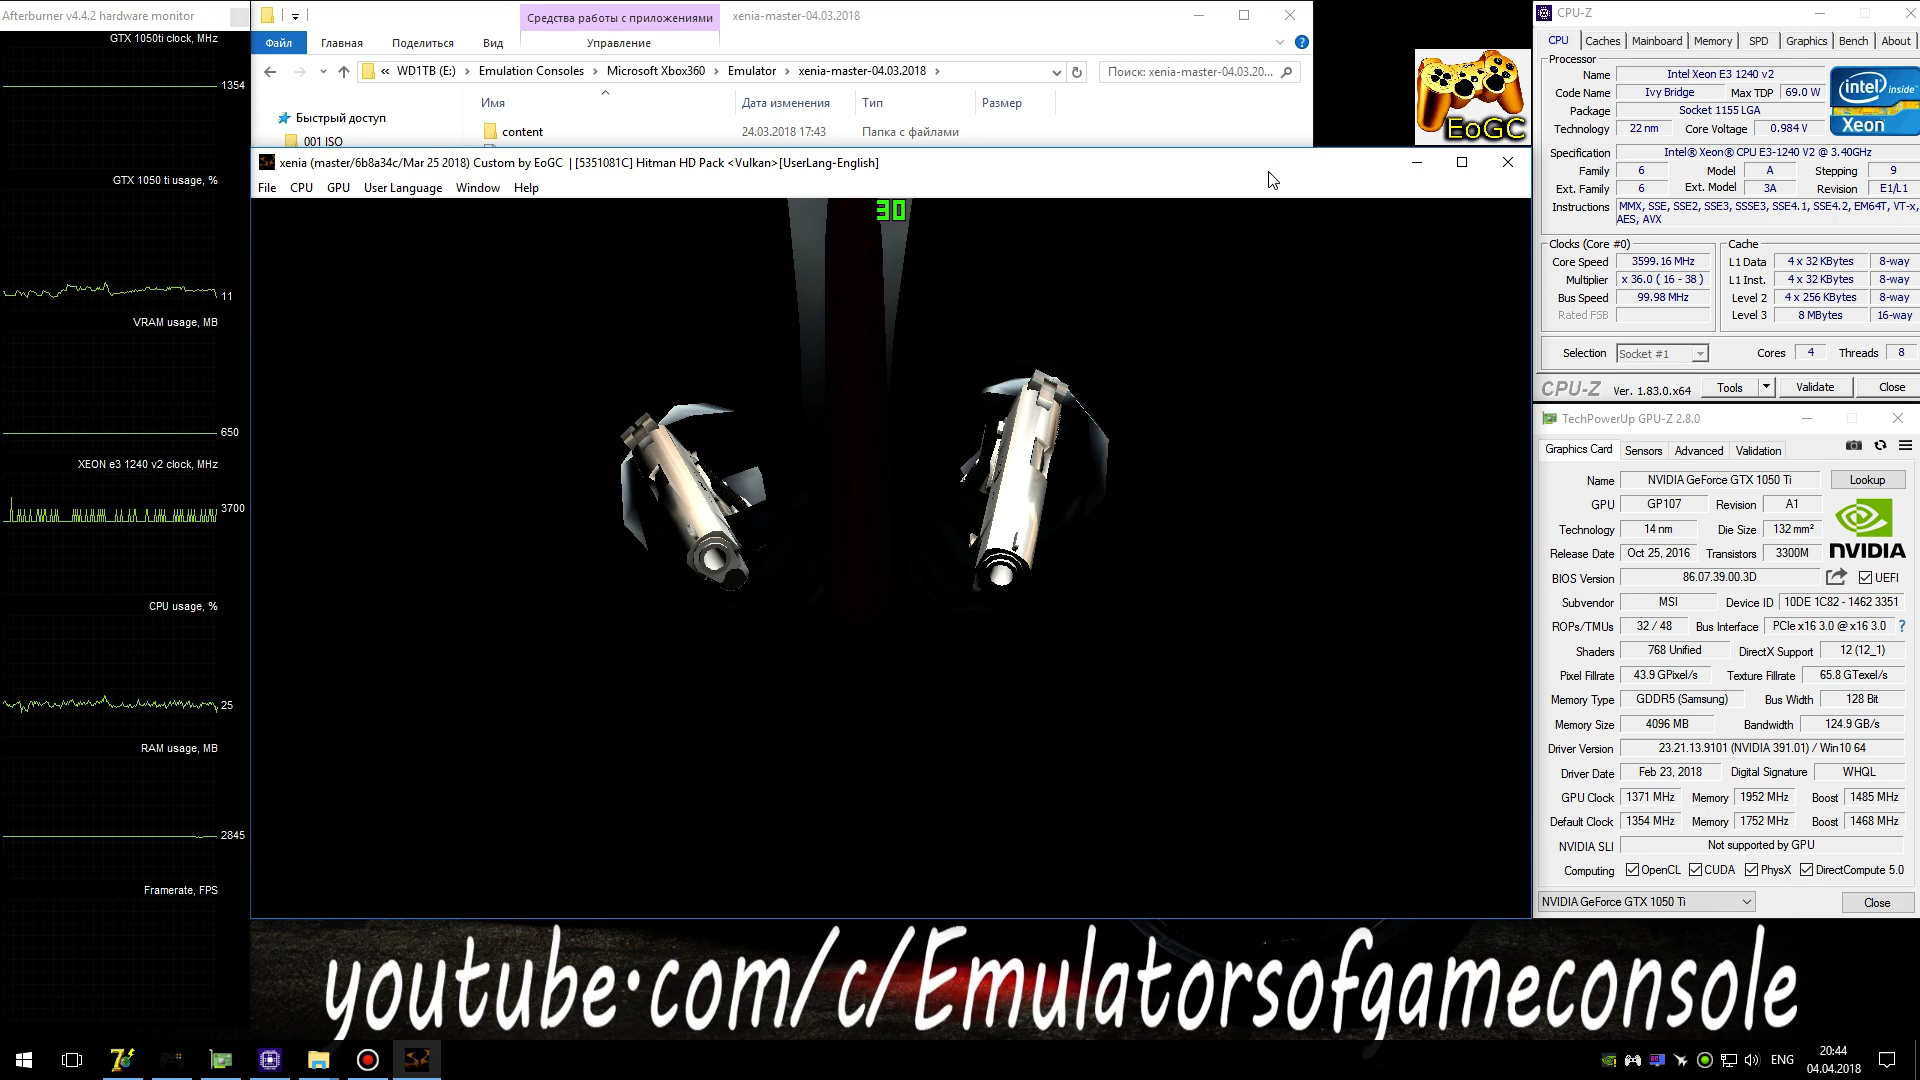 Afterburner v4.4.2 hardware monitor
GTX 1050ti clock, MHz
1354
GTX 1050 ti usage, %
11
VRAM usage, MB
650
XEON e3 1240 v2 clock, MHz
3700
CPU usage, %
25
RAM usage, MB
2845
Framerate, FPS
Средства работы с приложениями
xenia-master-04.03.2018
Файл Главная Поделиться Вид Управление
« WD1TB (E:) Emulation Consoles Microsoft Xbox360 Emulator xenia-master-04.03.2018
Поиск: xenia-master-04.03.20...
Имя Дата изменения Тип Размер
Быстрый доступ
001 ISO
content 24.03.2018 17:43 Папка с файлами
EoGC
xenia (master/6b8a34c/Mar 25 2018) Custom by EoGC | [5351081C] Hitman HD Pack <Vulkan>[UserLang-English]
File CPU GPU User Language Window Help
30
CPU-Z
CPU Caches Mainboard Memory SPD Graphics Bench About
Processor
Name Intel Xeon E3 1240 v2
Code Name Ivy Bridge Max TDP 69.0 W
Package Socket 1155 LGA
Technology 22 nm Core Voltage 0.984 V
intel inside
Xeon
Specification Intel® Xeon® CPU E3-1240 V2 @ 3.40GHz
Family 6 Model A Stepping 9
Ext. Family 6 Ext. Model 3A Revision E1/L1
Instructions MMX, SSE, SSE2, SSE3, SSSE3, SSE4.1, SSE4.2, EM64T, VT-x,
AES, AVX
Clocks (Core #0)
Core Speed 3599.16 MHz
Multiplier x 36.0 ( 16 - 38 )
Bus Speed 99.98 MHz
Rated FSB
Cache
L1 Data 4 x 32 KBytes 8-way
L1 Inst. 4 x 32 KBytes 8-way
Level 2 4 x 256 KBytes 8-way
Level 3 8 MBytes 16-way
Selection Socket #1 Cores 4 Threads 8
CPU-Z Ver. 1.83.0.x64 Tools Validate Close
TechPowerUp GPU-Z 2.8.0
Graphics Card Sensors Advanced Validation
Name NVIDIA GeForce GTX 1050 Ti Lookup
GPU GP107 Revision A1
Technology 14 nm Die Size 132 mm²
Release Date Oct 25, 2016 Transistors 3300M
NVIDIA
BIOS Version 86.07.39.00.3D UEFI
Subvendor MSI Device ID 10DE 1C82 - 1462 3351
ROPs/TMUs 32 / 48 Bus Interface PCIe x16 3.0 @ x16 3.0 ?
Shaders 768 Unified DirectX Support 12 (12_1)
Pixel Fillrate 43.9 GPixel/s Texture Fillrate 65.8 GTexel/s
Memory Type GDDR5 (Samsung) Bus Width 128 Bit
Memory Size 4096 MB Bandwidth 124.9 GB/s
Driver Version 23.21.13.9101 (NVIDIA 391.01) / Win10 64
Driver Date Feb 23, 2018 Digital Signature WHQL
GPU Clock 1371 MHz Memory 1952 MHz Boost 1485 MHz
Default Clock 1354 MHz Memory 1752 MHz Boost 1468 MHz
NVIDIA SLI Not supported by GPU
Computing OpenCL CUDA PhysX DirectCompute 5.0
NVIDIA GeForce GTX 1050 Ti Close
youtube.com/c/Emulatorsofgameconsole
ENG
20:44
04.04.2018